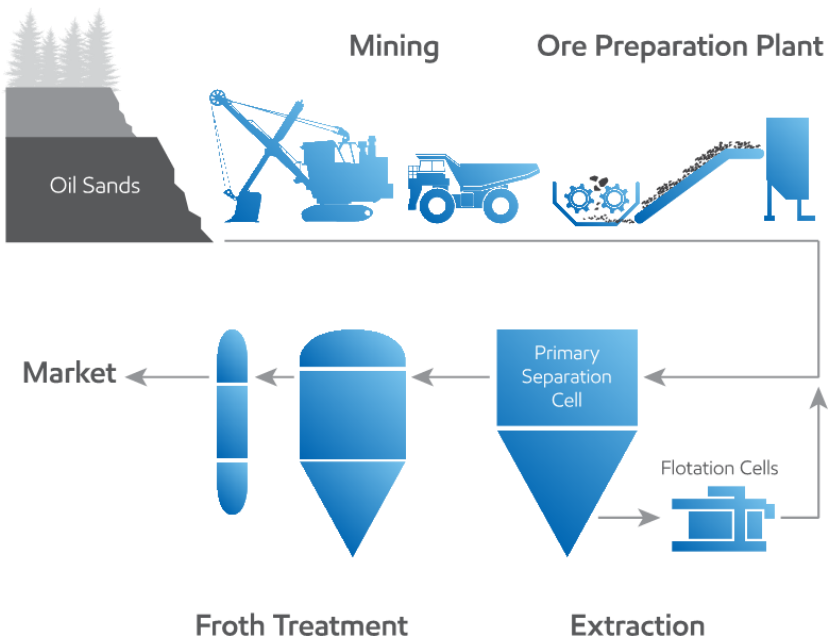 Mining
Ore Preparation Plant
Oil Sands
Market
Primary
Separation
Cell
Flotation Cells
Froth Treatment
Extraction